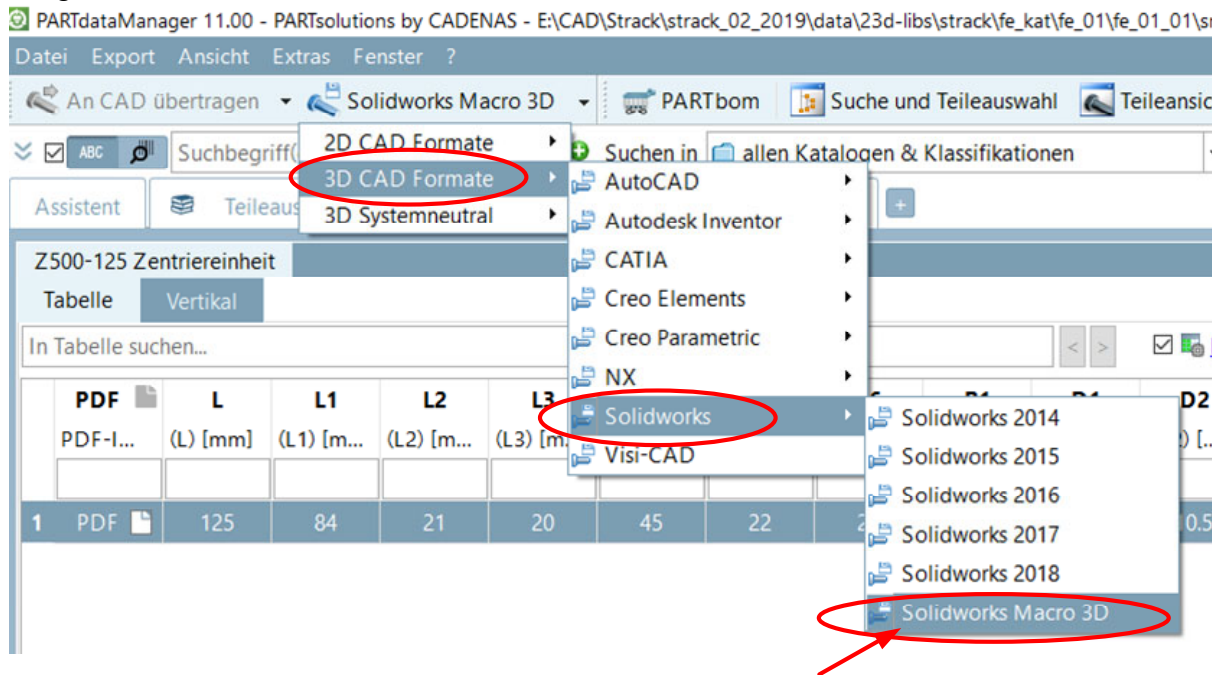 PARTdataManager 11.00 - PARTsolutions by CADENAS - E:\CAD\Strack\strack_02_2019\data\23d-libs\strack\fe_kat\fe_01\fe_01_01\
Datei Export Ansicht Extras Fenster ?
An CAD übertragen Solidworks Macro 3D PARTbom Suche und Teileauswahl Teileansic
ABC Suchbegriff( 2D CAD Formate Suchen in allen Katalogen & Klassifikationen
3D CAD Formate AutoCAD
Assistent Teileaus 3D Systemneutral +
Autodesk Inventor
Z500-125 Zentriereinheit CATIA
Tabelle Vertikal Creo Elements
In Tabelle suchen... Creo Parametric < >
NX
PDF L L1 L2 L3 D2
Solidworks Solidworks 2014
PDF-I... (L) [mm] (L1) [m... (L2) [m... (L3) [m.
Visi-CAD Solidworks 2015
Solidworks 2016
1 PDF 125 84 21 20 45 22 Solidworks 2017
Solidworks 2018
Solidworks Macro 3D